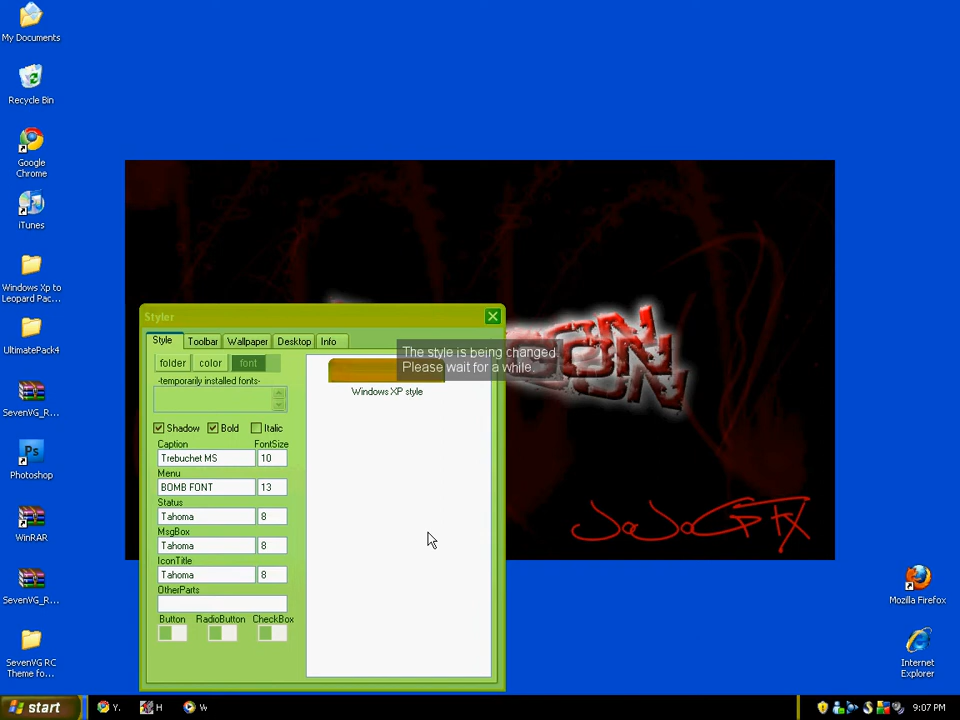 My Documents
Recycle Bin
Google
Chrome
iTunes
Windows Xp to
Leopard Pac...
UltimatePack4
SevenVG_R...
Ps
Photoshop
WinRAR
SevenVG_R...
SevenVG RC
Theme fo...
Styler
Style Toolbar Wallpaper Desktop Info
folder color font
-temporarily installed fonts-
Shadow Bold Italic
Caption FontSize
Trebuchet MS 10
Menu
BOMB FONT 13
Status
Tahoma 8
MsgBox
Tahoma 8
IconTitle
Tahoma 8
OtherParts
Button RadioButton CheckBox
The style is being changed.
Please wait for a while.
Windows XP style
JaJaGFX
Mozilla Firefox
Internet
Explorer
start
Y.
H
W
9:07 PM